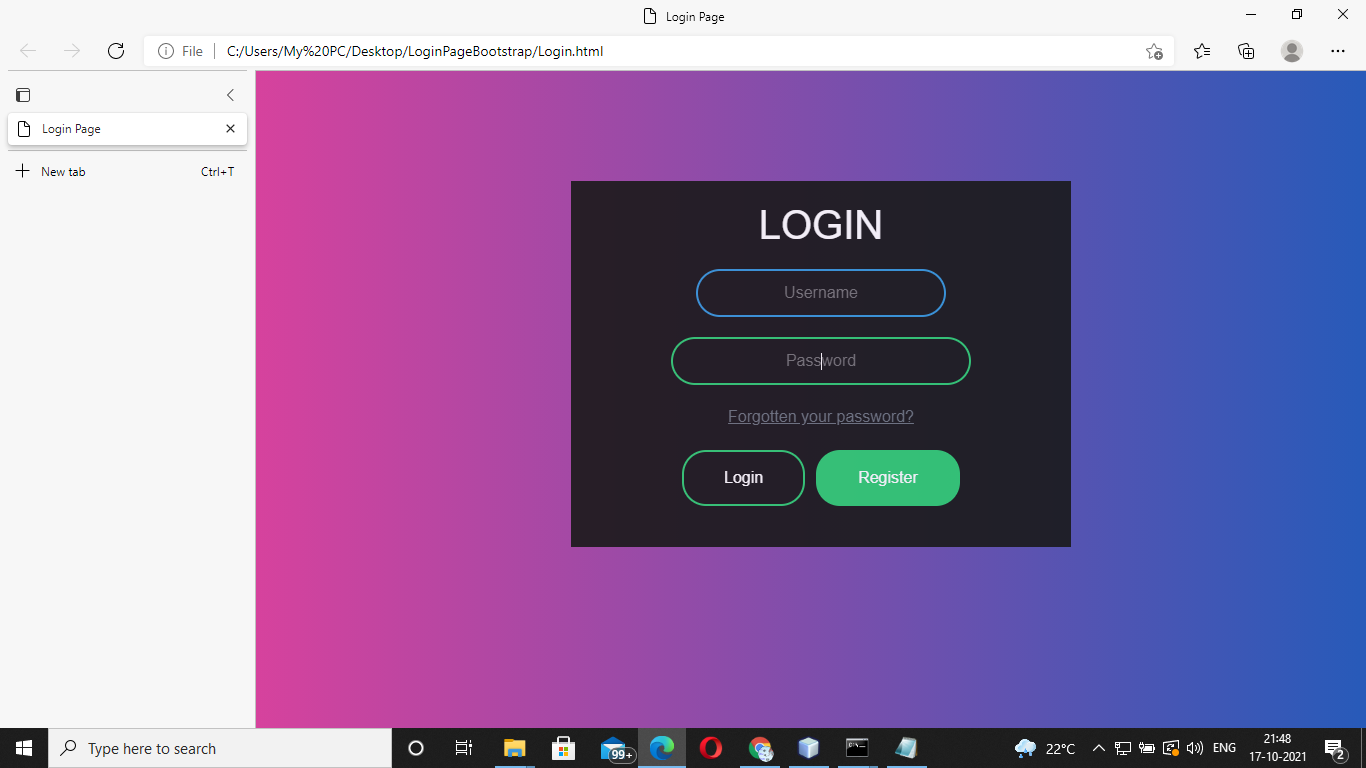 Login Page
File
C:/Users/My%20PC/Desktop/LoginPageBootstrap/Login.html
Login Page
New tab Ctrl+T
LOGIN
Username
Password
Forgotten your password?
Login Register
Type here to search
99+
22°C
ENG
21:48
17-10-2021
2